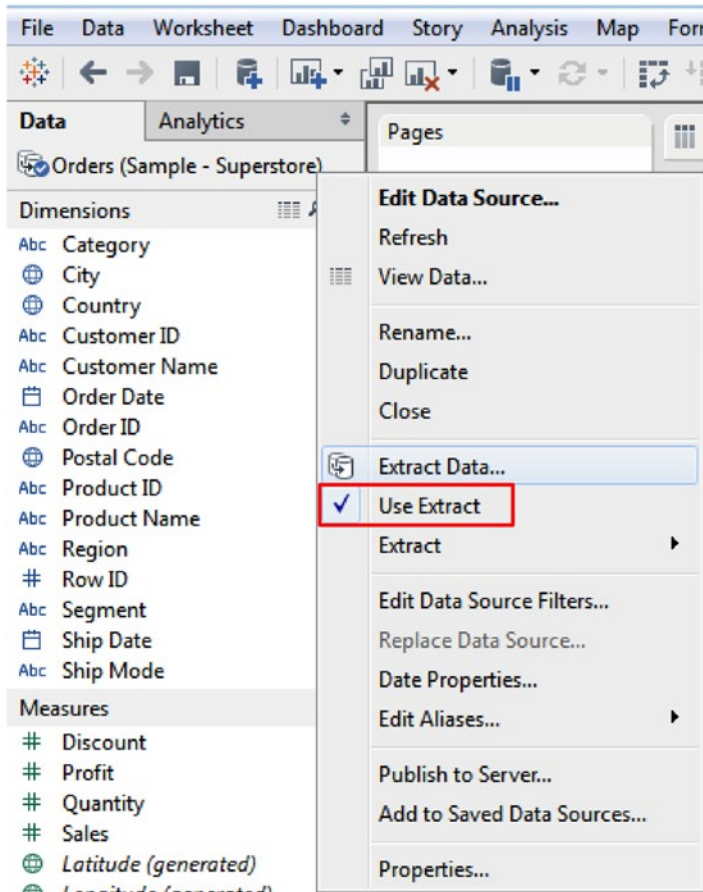 File Data Worksheet Dashboard Story Analysis Map
Data Analytics
Pages
Orders (Sample - Superstore)
Dimensions
Abc Category
City
Country
Abc Customer ID
Abc Customer Name
Order Date
Abc Order ID
Postal Code
Abc Product ID
Abc Product Name
Abc Region
# Row ID
Abc Segment
Ship Date
Abc Ship Mode
Measures
# Discount
# Profit
# Quantity
# Sales
Latitude (generated)
Edit Data Source...
Refresh
View Data...
Rename...
Duplicate
Close
Extract Data...
Use Extract
Extract
Edit Data Source Filters...
Replace Data Source...
Date Properties...
Edit Aliases...
Publish to Server...
Add to Saved Data Sources...
Properties...